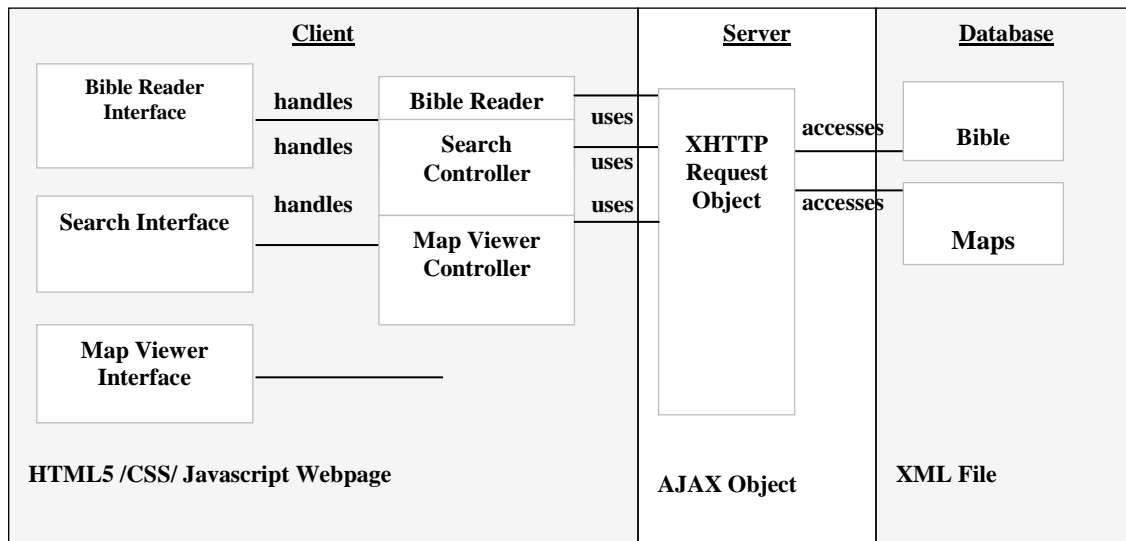 Client
Server
Database
Bible Reader
Interface
handles
handles
Search Interface
handles
Map Viewer
Interface
Bible Reader
Search
Controller
Map Viewer
Controller
uses
uses
uses
XHTTP
Request
Object
accesses
accesses
Bible
Maps
HTML5 /CSS/ Javascript Webpage
AJAX Object
XML File